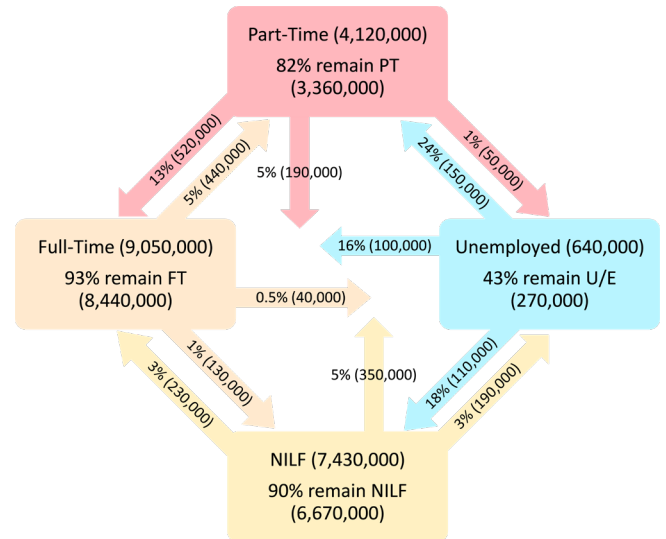 Part-Time (4,120,000)
82% remain PT
(3,360,000)
13% (520,000)
5% (440,000)
5% (190,000)
24% (150,000)
1% (50,000)
Full-Time (9,050,000)
93% remain FT
(8,440,000)
16% (100,000)
Unemployed (640,000)
43% remain U/E
(270,000)
0.5% (40,000)
3% (230,000)
1% (130,000)
5% (350,000)
18% (110,000)
3% (190,000)
NILF (7,430,000)
90% remain NILF
(6,670,000)